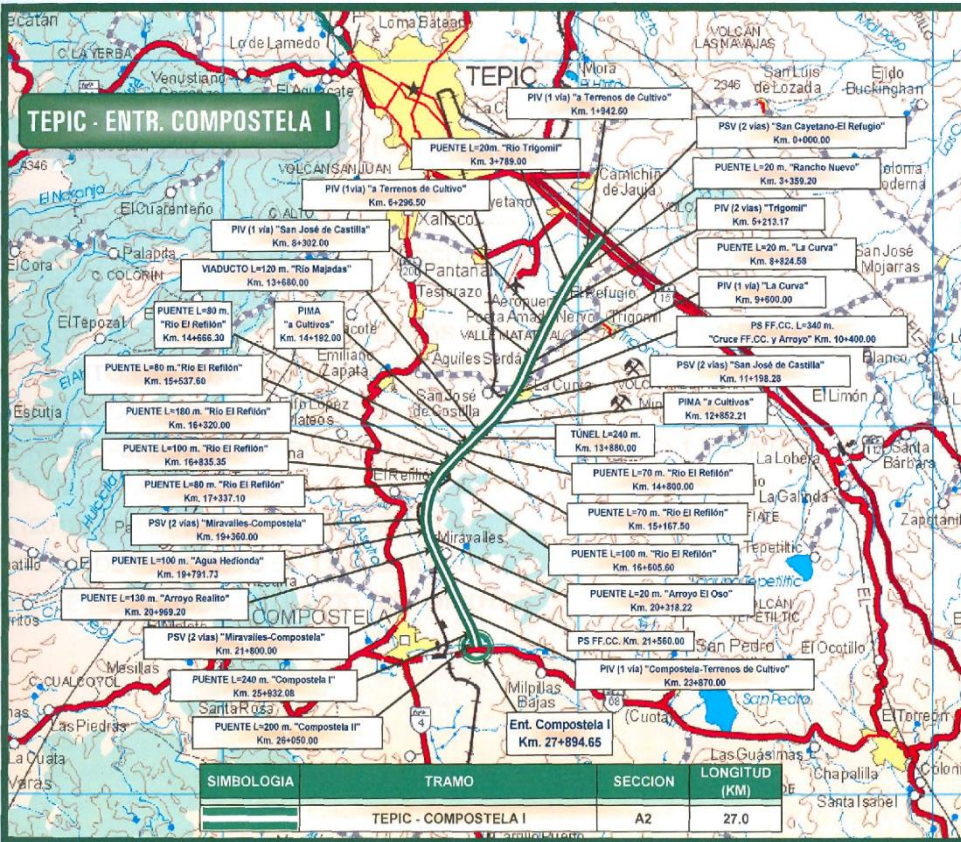 TEPIC - ENTR. COMPOSTELA I
Loma Batea
Lo de Lamedo
C. LA YERBA
Venustiano
TEPIC
Mora
VOLCÁN
LAS NAVAJAS
2346
San Luis
de Lozada
Ejido
Buckingham
PIV (1 vía) "a Terrenos de Cultivo"
Km. 1+942.60
PSV (2 vías) "San Cayetano-El Refugio"
Km. 0+000.00
PUENTE L=20m. "Río Trigomil"
Km. 3+789.00
PUENTE L=20 m. "Rancho Nuevo"
Km. 3+359.20
4346
VOLCAN SAN JUAN
Camichín
de Jauja
PIV (1vía) "a Terrenos de Cultivo"
Km. 6+296.50
PIV (2 vías) "Trigomil"
Km. 5+213.17
El Naranjo
El Cuarenteño
C. ALTO
Xalisco
PIV (1 vía) "San José de Castilla"
Km. 8+302.00
PUENTE L=20 m. "La Curva"
Km. 8+824.58
San José
Mojarras
El Cora
Palapita
C. COLORÍN
Pantanal
VIADUCTO L=120 m. "Río Majadas"
Km. 13+680.00
Testorazo
El Refugio
15
PIV (1 vía) "La Curva"
Km. 9+600.00
El Tepozal
PUENTE L=80 m.
"Río El Refilón"
Km. 14+666.30
PIMA
"a Cultivos"
Km. 14+192.00
VALLE MATATIPAC
Trigomil
PS FF.CC. L=340 m.
"Cruce FF.CC. y Arroyo" Km. 10+400.00
Emiliano
Zapata
Aguiles Serdá
Blanco
PUENTE L=80 m. "Río El Refilón"
Km. 15+537.60
La Curva
PSV (2 vías) "San José de Castilla"
Km. 11+198.28
Escutia
San José
de Castilla
El Limón
PIMA "a Cultivos"
Km. 12+852.21
PUENTE L=180 m. "Río El Refilón"
Km. 16+320.00
TÚNEL L=240 m.
Km. 13+880.00
PUENTE L=100 m. "Río El Refilón"
Km. 16+835.35
La Lobera
Santa
Bárbara
PUENTE L=70 m. "Río El Refilón"
Km. 14+800.00
El Refilón
PUENTE L=80 m. "Río El Refilón"
Km. 17+337.10
La Galinda
PUENTE L=70 m. "Río El Refilón"
Km. 15+167.50
PSV (2 vías) "Miravalles-Compostela"
Km. 19+360.00
Miravalles
Tepetiltic
PUENTE L=100 m. "Río El Refilón"
Km. 16+605.60
PUENTE L=100 m. "Agua Hedionda"
Km. 19+791.73
PUENTE L=20 m. "Arroyo El Oso"
Km. 20+318.22
PUENTE L=130 m. "Arroyo Realito"
Km. 20+969.20
COMPOSTELA
PSV (2 vías) "Miravalles-Compostela"
Km. 21+800.00
PS FF.CC. Km. 21+560.00
San Pedro
El Ocotillo
Mesillas
C. CUALCOYOL
PUENTE L=240 m. "Compostela I"
Km. 25+932.08
PIV (1 vía) "Compostela-Terrenos de Cultivo"
Km. 23+870.00
Milpillas
Bajas
San Pedro
Las Piedras
Santa Rosa
PUENTE L=200 m. "Compostela II"
Km. 26+050.00
Ent. Compostela I
Km. 27+894.65
(Cuota)
El Torreón
La Cuata
Varas
Las Guásimas
Chapalilla
Santa Isabel
SIMBOLOGIA TRAMO SECCION LONGITUD (KM)
TEPIC - COMPOSTELA I A2 27.0